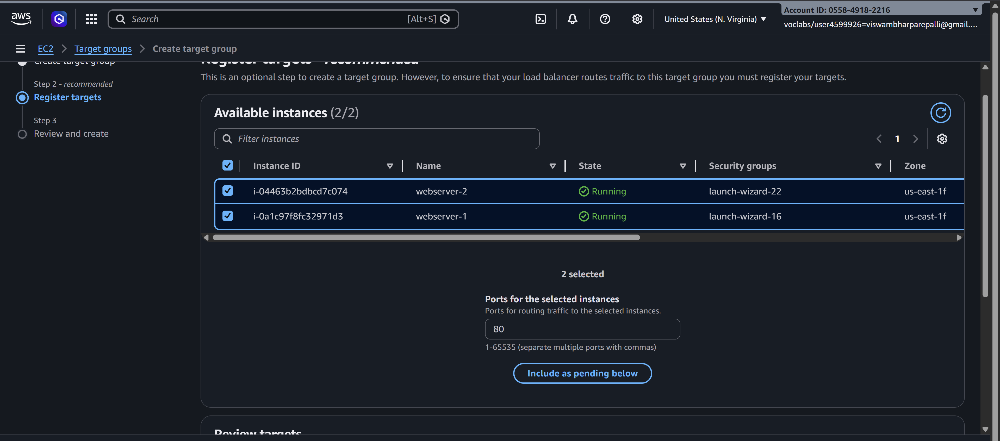 aws
Search [Alt+S]
United States (N. Virginia)
Account ID: 0558-4918-2216
voclabs/user4599926=viswambharparepalli@gmail....
EC2 Target groups Create target group
Create target group
Step 2 - recommended
Register targets
Step 3
Review and create
Register targets - recommended
This is an optional step to create a target group. However, to ensure that your load balancer routes traffic to this target group you must register your targets.
Available instances (2/2)
Filter instances
1
Instance ID Name State Security groups Zone
i-04463b2bdbcd7c074 webserver-2 Running launch-wizard-22 us-east-1f
i-0a1c97f8fc32971d3 webserver-1 Running launch-wizard-16 us-east-1f
2 selected
Ports for the selected instances
Ports for routing traffic to the selected instances.
80
1-65535 (separate multiple ports with commas)
Include as pending below
Review targets